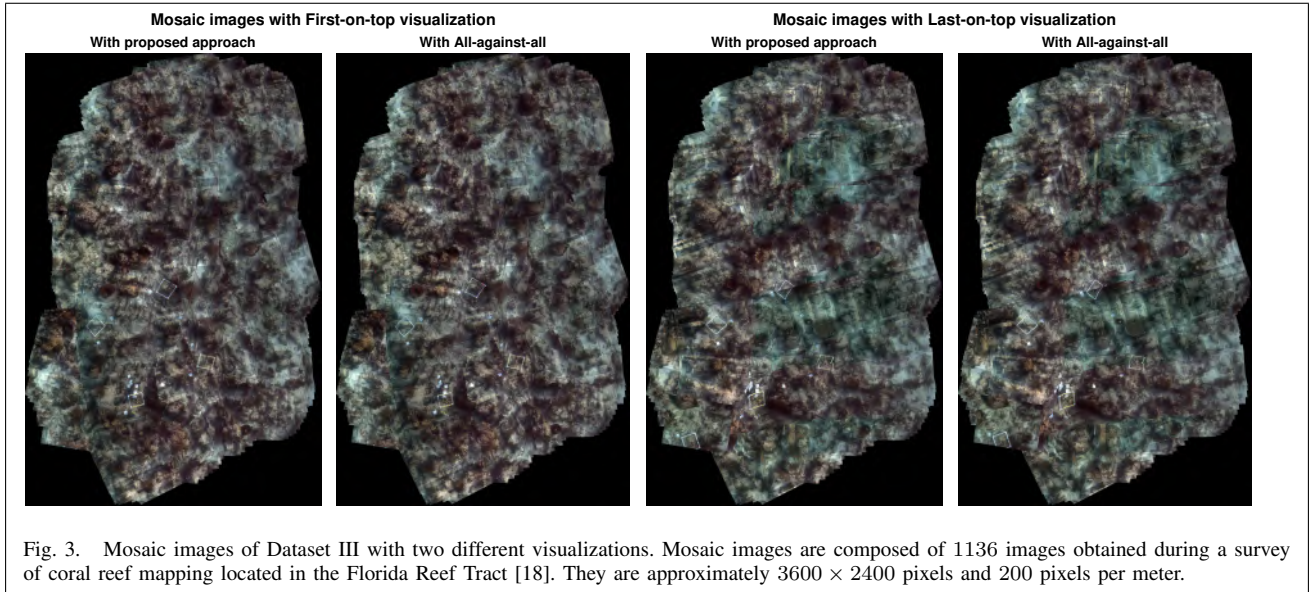 Mosaic images with First-on-top visualization
Mosaic images with Last-on-top visualization
With proposed approach
With All-against-all
With proposed approach
With All-against-all
Fig. 3. Mosaic images of Dataset III with two different visualizations. Mosaic images are composed of 1136 images obtained during a survey
of coral reef mapping located in the Florida Reef Tract [18]. They are approximately 3600 × 2400 pixels and 200 pixels per meter.